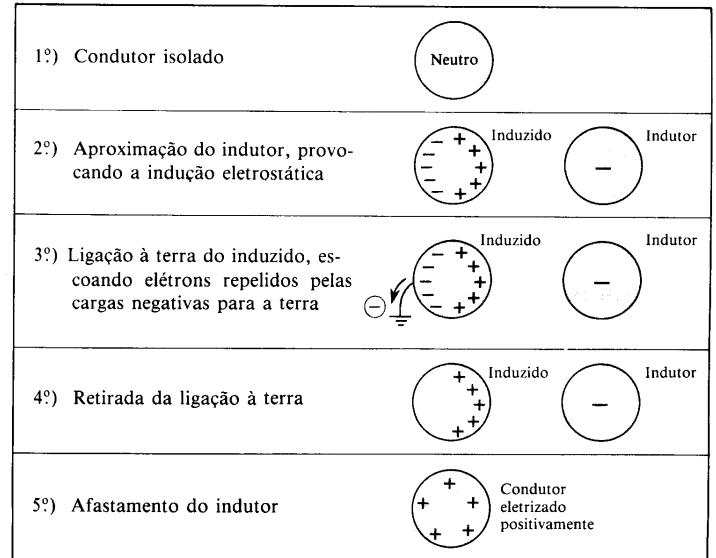 1º) Condutor isolado
Neutro
2º) Aproximação do indutor, provo-
cando a indução eletrostática
Induzido
Indutor
3º) Ligação à terra do induzido, es-
coando elétrons repelidos pelas
cargas negativas para a terra
Induzido
Indutor
4º) Retirada da ligação à terra
Induzido
Indutor
5º) Afastamento do indutor
Condutor
eletrizado
positivamente